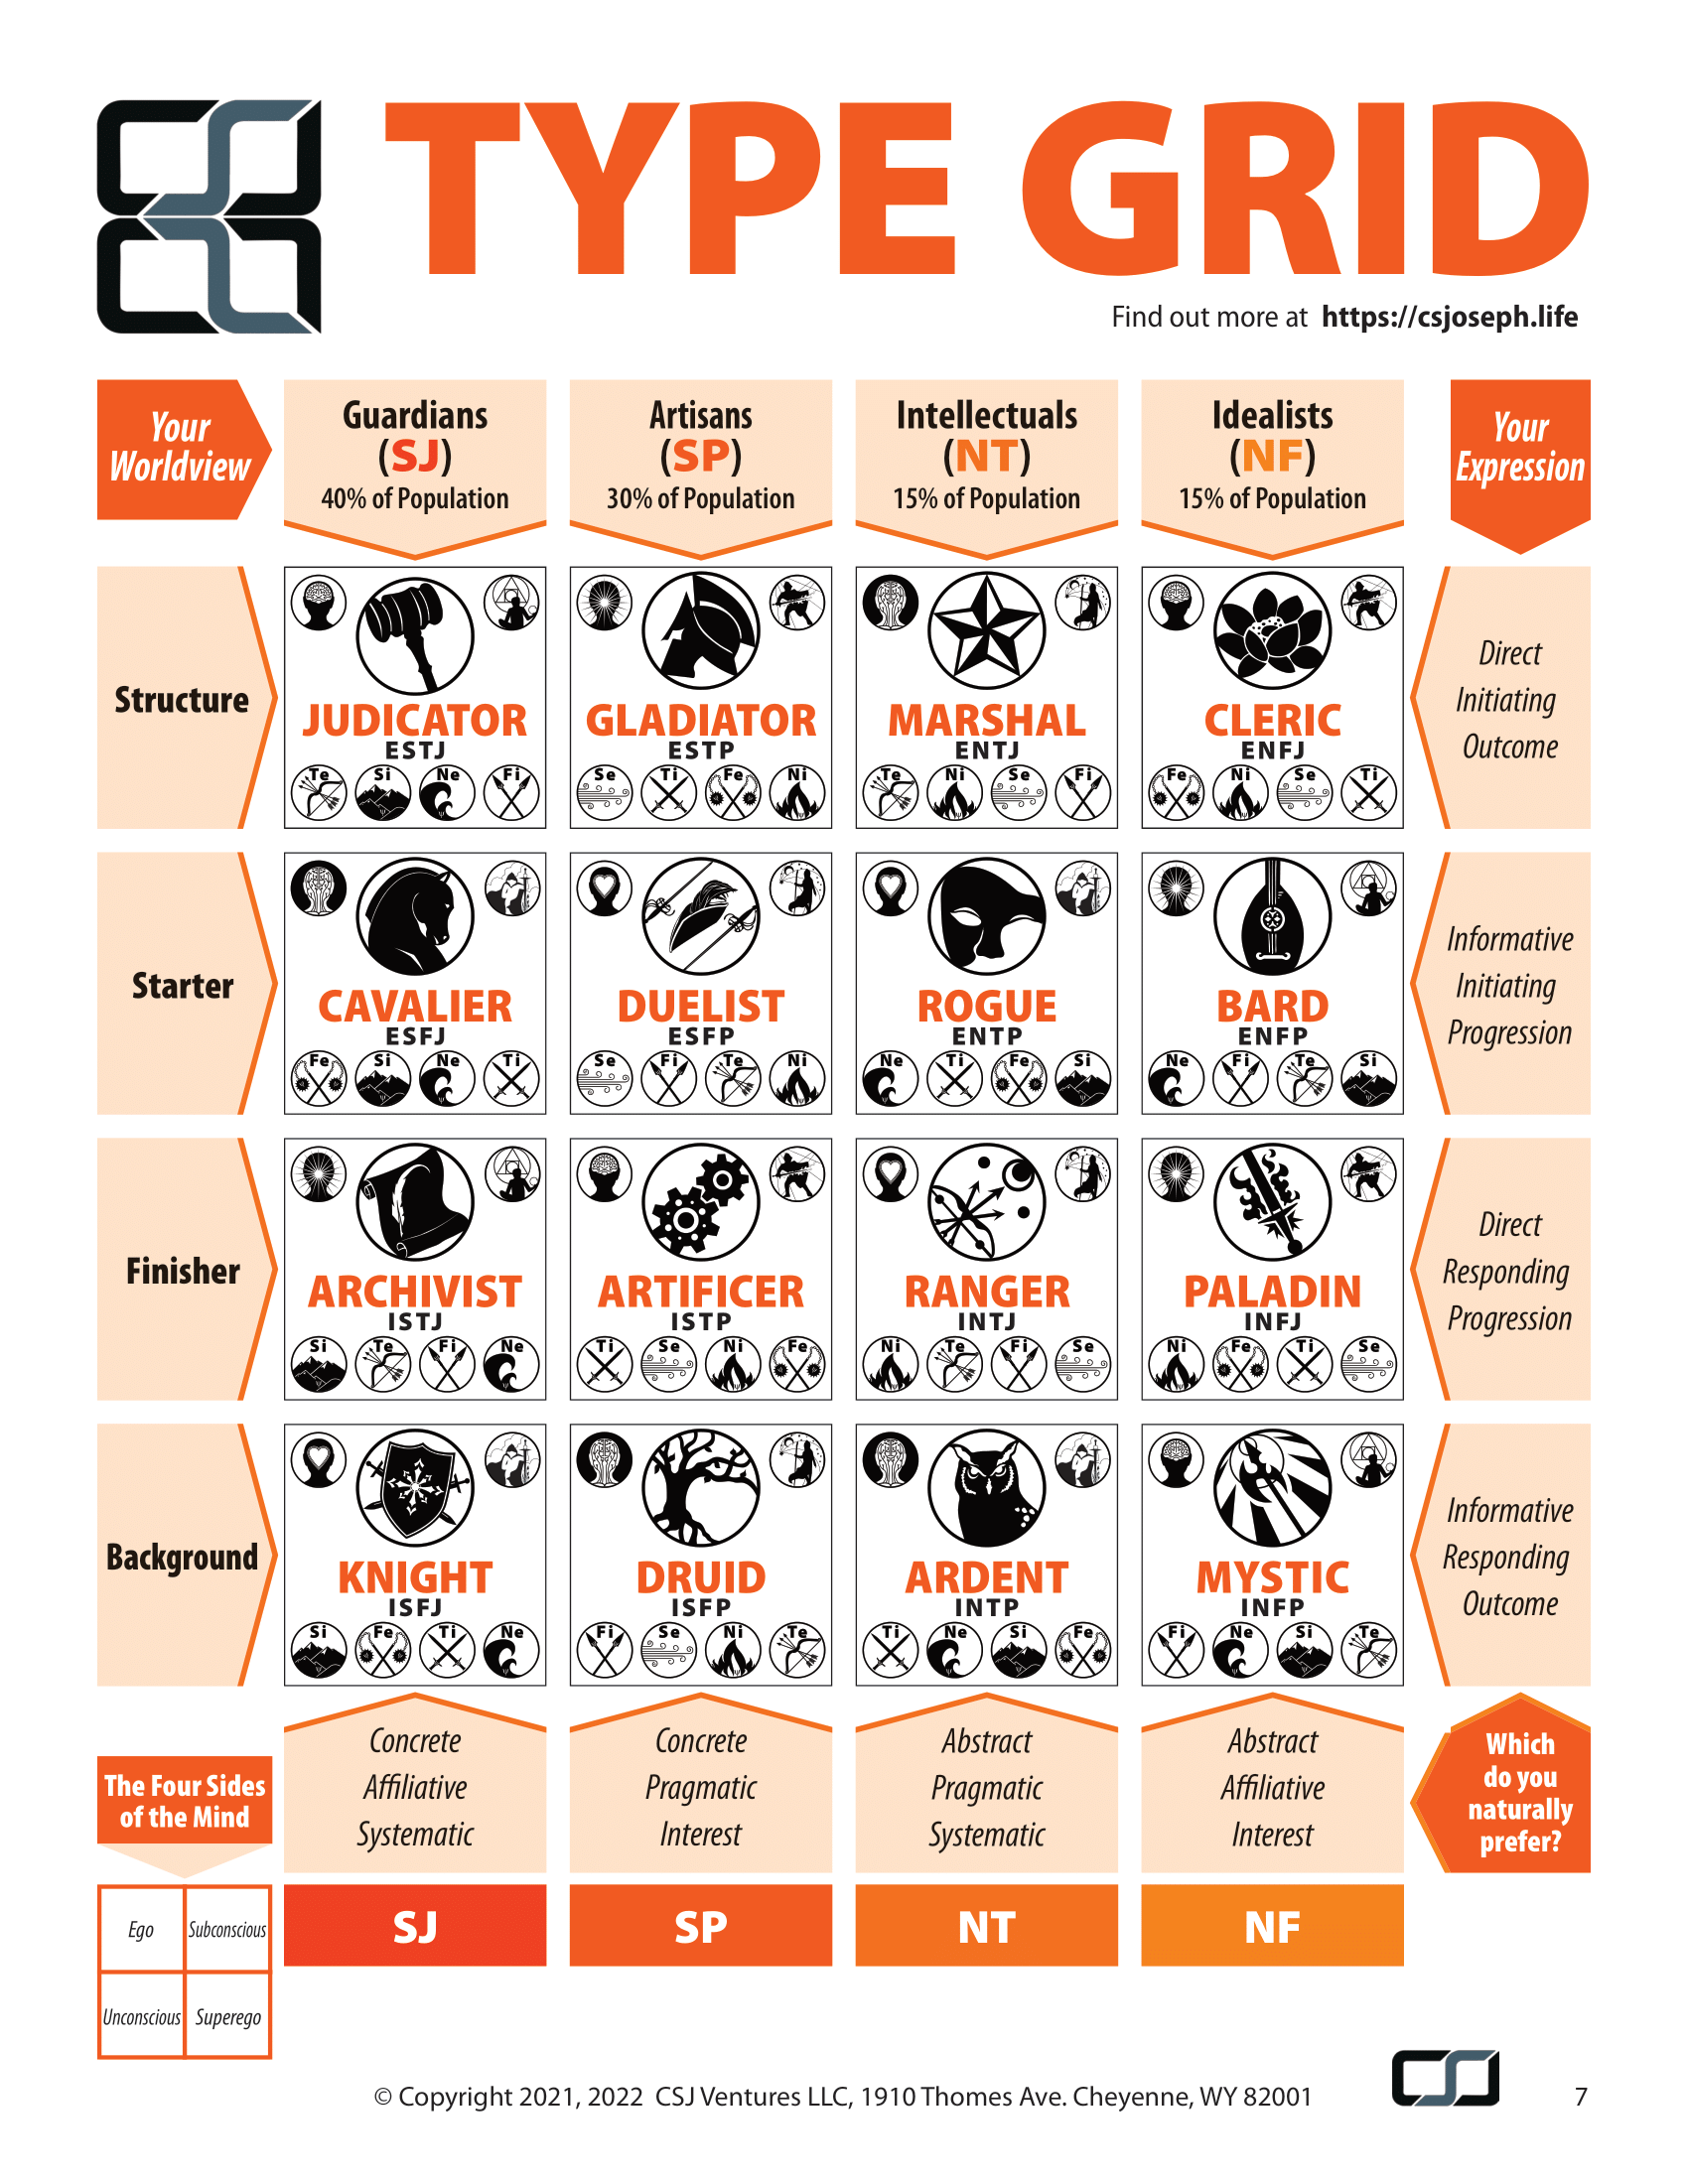 TYPE GRID
Find out more at https://csjoseph.life
Your
Worldview
Guardians
(SJ)
40% of Population
Artisans
(SP)
30% of Population
Intellectuals
(NT)
15% of Population
Idealists
(NF)
15% of Population
Your
Expression
Structure
JUDICATOR
ESTJ
Te Si Ne Fi
GLADIATOR
ESTP
Se Ti Fe Ni
MARSHAL
ENTJ
Te Ni Se Fi
CLERIC
ENFJ
Fe Ni Se Ti
Direct
Initiating
Outcome
Starter
CAVALIER
ESFJ
Fe Si Ne Ti
DUELIST
ESFP
Se Fi Te Ni
ROGUE
ENTP
Ne Ti Fe Si
BARD
ENFP
Ne Fi Te Si
Informative
Initiating
Progression
Finisher
ARCHIVIST
ISTJ
Si Te Fi Ne
ARTIFICER
ISTP
Ti Se Ni Fe
RANGER
INTJ
Ni Te Fi Se
PALADIN
INFJ
Ni Fe Ti Se
Direct
Responding
Progression
Background
KNIGHT
ISFJ
Si Fe Ti Ne
DRUID
ISFP
Fi Se Ni Te
ARDENT
INTP
Ti Ne Si Fe
MYSTIC
INFP
Fi Ne Si Te
Informative
Responding
Outcome
The Four Sides
of the Mind
Concrete
Affiliative
Systematic
Concrete
Pragmatic
Interest
Abstract
Pragmatic
Systematic
Abstract
Affiliative
Interest
Which
do you
naturally
prefer?
Ego
Subconscious
Unconscious
Superego
SJ
SP
NT
NF
© Copyright 2021, 2022 CSJ Ventures LLC, 1910 Thomes Ave. Cheyenne, WY 82001
7